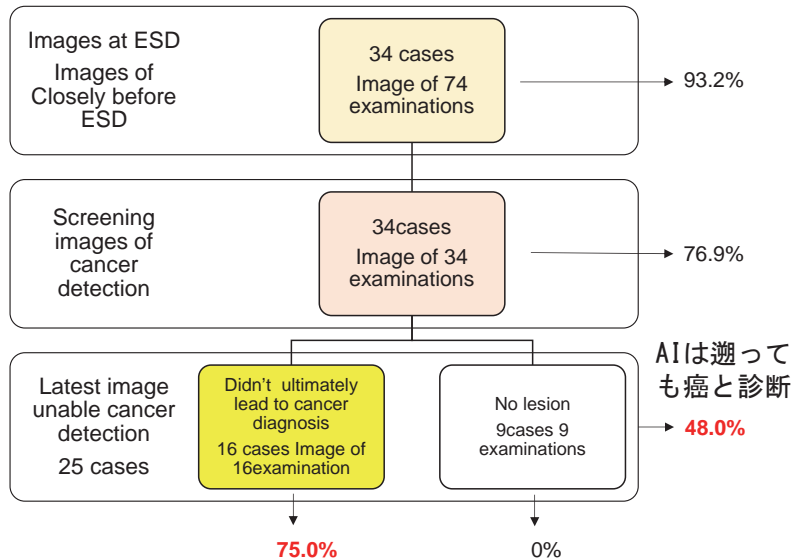 Images at ESD
Images of
Closely before
ESD
34 cases
Image of 74
examinations
93.2%
Screening
images of
cancer
detection
34cases
Image of 34
examinations
76.9%
Latest image
unable cancer
detection
25 cases
Didn't ultimately
lead to cancer
diagnosis
16 cases Image of
16examination
No lesion
9cases 9
examinations
AIは遡って
も癌と診断
48.0%
75.0%
0%